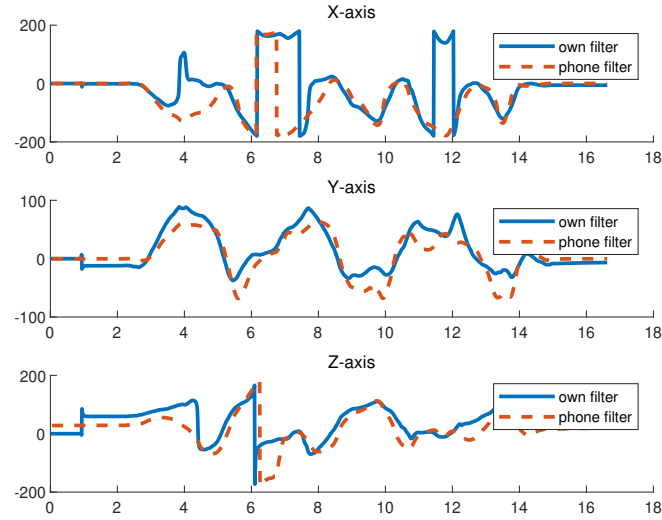 X-axis
200
0
-200
0 2 4 6 8 10 12 14 16 18
own filter
phone filter
Y-axis
100
0
-100
0 2 4 6 8 10 12 14 16 18
own filter
phone filter
Z-axis
200
0
-200
0 2 4 6 8 10 12 14 16 18
own filter
phone filter